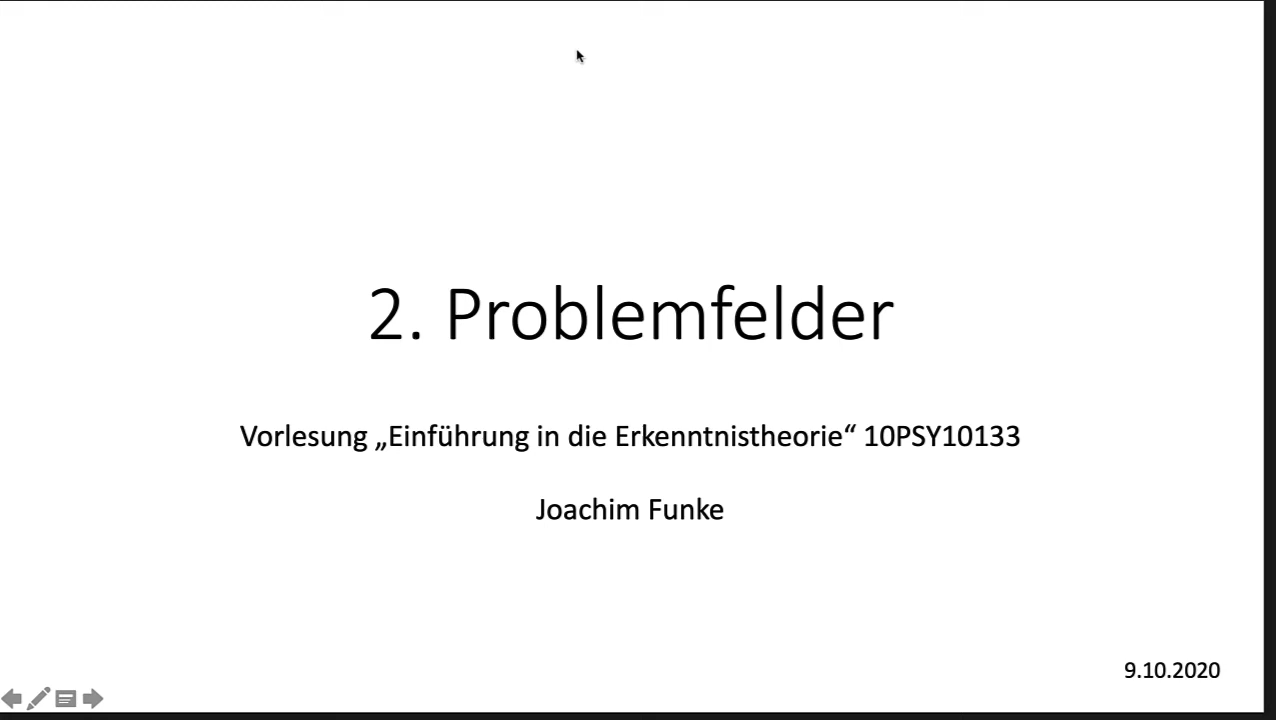 2. Problemfelder
Vorlesung „Einführung in die Erkenntnistheorie“ 10PSY10133
Joachim Funke
9.10.2020